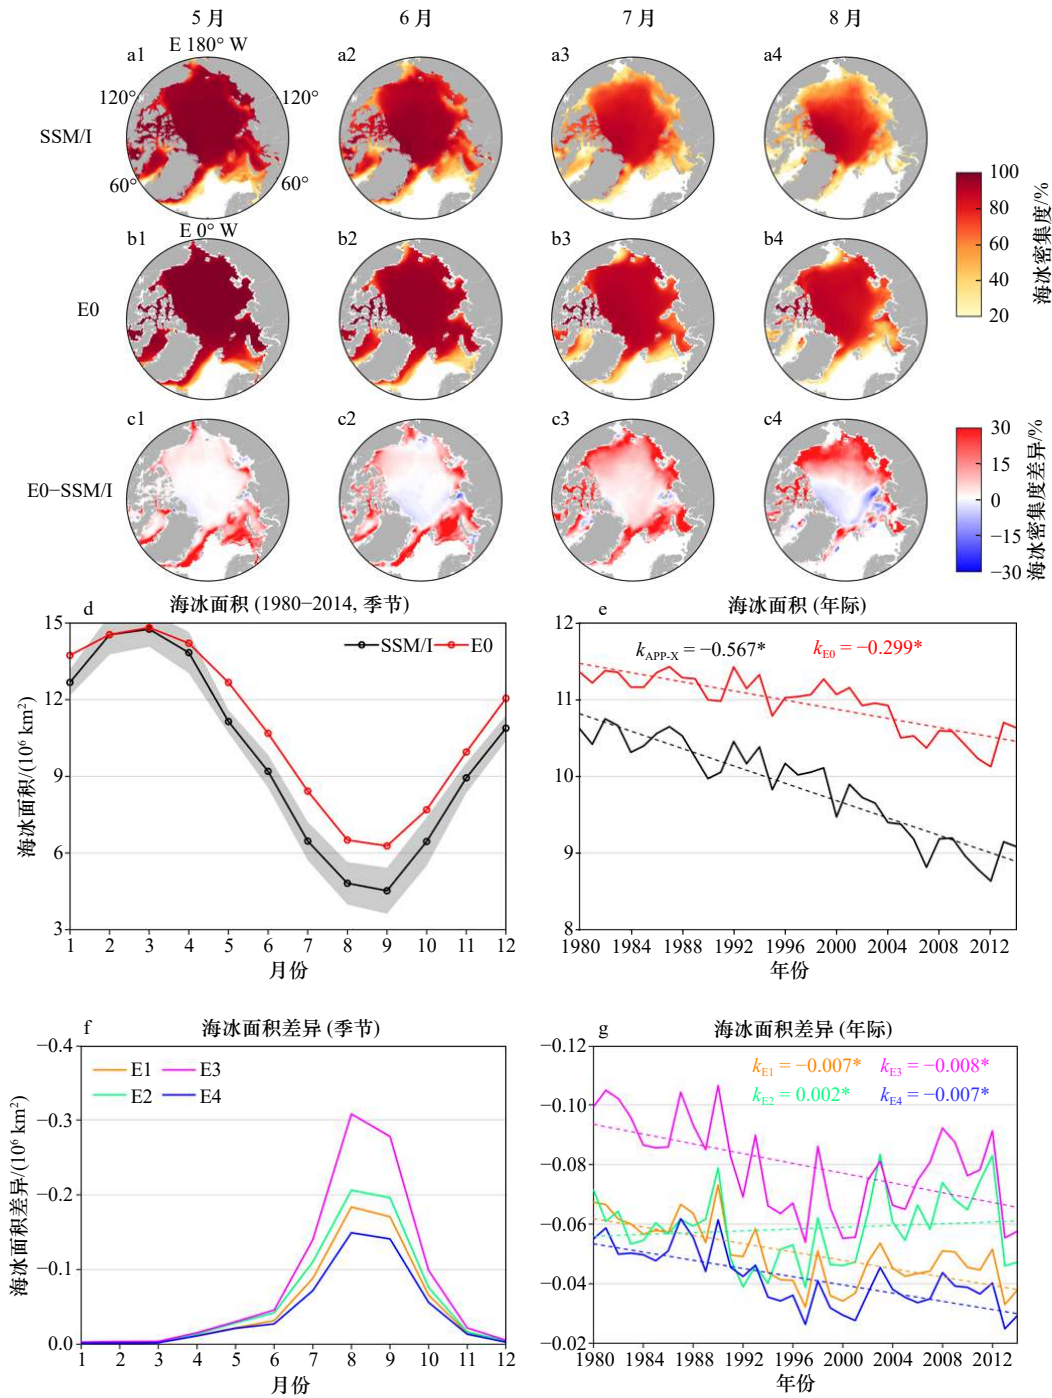 5 月 6 月 7 月 8 月
a1 E 180° W a2 a3 a4
120° 120°
SSM/I
60° 60°
100
80
60
40
20
海冰密集度/%
b1 E 0° W b2 b3 b4
E0
c1 c2 c3 c4
E0−SSM/I
30
15
0
−15
−30
海冰密集度差异/%
d 海冰面积 (1980−2014, 季节)
15
12
9
6
3
海冰面积/(10⁶ km²)
SSM/I E0
1 2 3 4 5 6 7 8 9 10 11 12
月份
e 海冰面积 (年际)
12
11
10
9
8
k_APP-X = −0.567* k_E0 = −0.299*
1980 1984 1988 1992 1996 2000 2004 2008 2012
年份
f 海冰面积差异 (季节)
−0.4
−0.3
−0.2
−0.1
0.0
海冰面积差异/(10⁶ km²)
E1 E3
E2 E4
1 2 3 4 5 6 7 8 9 10 11 12
月份
g 海冰面积差异 (年际)
−0.12
−0.10
−0.08
−0.06
−0.04
−0.02
k_E1 = −0.007* k_E3 = −0.008*
k_E2 = 0.002* k_E4 = −0.007*
1980 1984 1988 1992 1996 2000 2004 2008 2012
年份